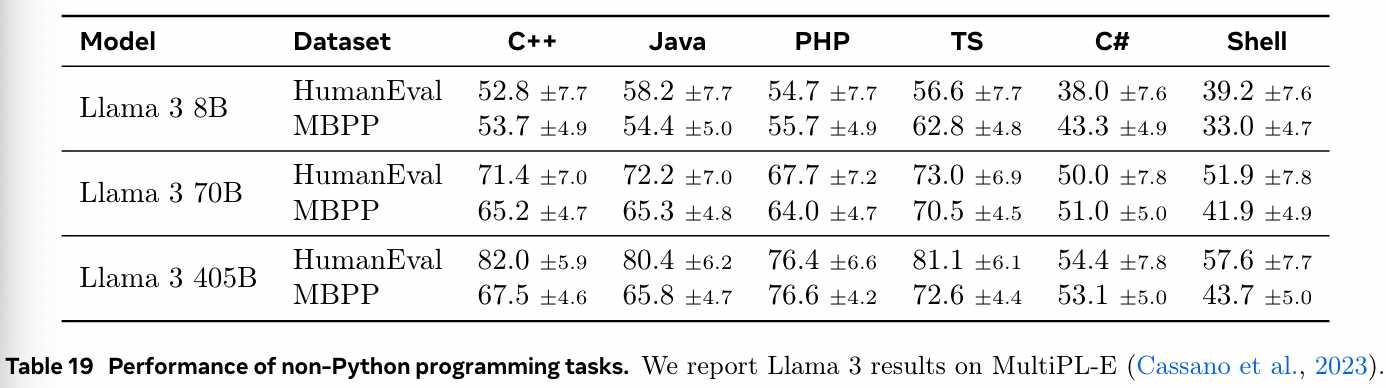 Model Dataset C++ Java PHP TS C# Shell
Llama 3 8B HumanEval 52.8 ±7.7 58.2 ±7.7 54.7 ±7.7 56.6 ±7.7 38.0 ±7.6 39.2 ±7.6
MBPP 53.7 ±4.9 54.4 ±5.0 55.7 ±4.9 62.8 ±4.8 43.3 ±4.9 33.0 ±4.7
Llama 3 70B HumanEval 71.4 ±7.0 72.2 ±7.0 67.7 ±7.2 73.0 ±6.9 50.0 ±7.8 51.9 ±7.8
MBPP 65.2 ±4.7 65.3 ±4.8 64.0 ±4.7 70.5 ±4.5 51.0 ±5.0 41.9 ±4.9
Llama 3 405B HumanEval 82.0 ±5.9 80.4 ±6.2 76.4 ±6.6 81.1 ±6.1 54.4 ±7.8 57.6 ±7.7
MBPP 67.5 ±4.6 65.8 ±4.7 76.6 ±4.2 72.6 ±4.4 53.1 ±5.0 43.7 ±5.0
Table 19 Performance of non-Python programming tasks. We report Llama 3 results on MultiPL-E (Cassano et al., 2023).